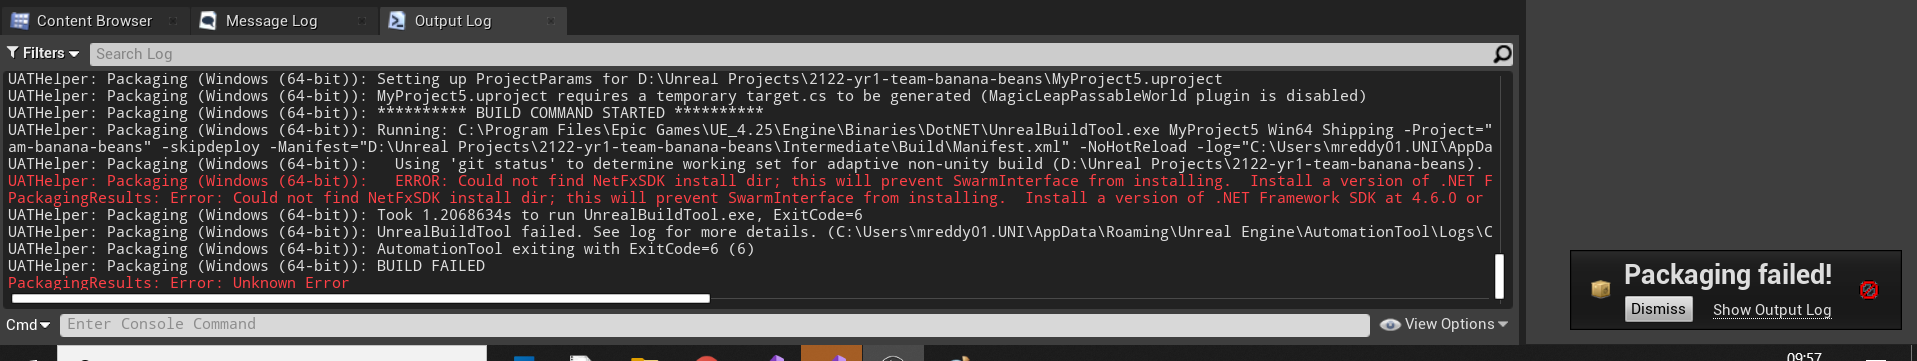 Content Browser
Message Log
Output Log
Filters
Search Log
UATHelper: Packaging (Windows (64-bit)): Setting up ProjectParams for D:\Unreal Projects\2122-yr1-team-banana-beans\MyProject5.uproject
UATHelper: Packaging (Windows (64-bit)): MyProject5.uproject requires a temporary target.cs to be generated (MagicLeapPassableWorld plugin is disabled)
UATHelper: Packaging (Windows (64-bit)): ********** BUILD COMMAND STARTED **********
UATHelper: Packaging (Windows (64-bit)): Running: C:\Program Files\Epic Games\UE_4.25\Engine\Binaries\DotNET\UnrealBuildTool.exe MyProject5 Win64 Shipping -Project="
am-banana-beans" -skipdeploy -Manifest="D:\Unreal Projects\2122-yr1-team-banana-beans\Intermediate\Build\Manifest.xml" -NoHotReload -log="C:\Users\mreddy01.UNI\AppDa
UATHelper: Packaging (Windows (64-bit)):   Using 'git status' to determine working set for adaptive non-unity build (D:\Unreal Projects\2122-yr1-team-banana-beans).
UATHelper: Packaging (Windows (64-bit)):   ERROR: Could not find NetFxSDK install dir; this will prevent SwarmInterface from installing.  Install a version of .NET F
PackagingResults: Error: Could not find NetFxSDK install dir; this will prevent SwarmInterface from installing.  Install a version of .NET Framework SDK at 4.6.0 or
UATHelper: Packaging (Windows (64-bit)): Took 1.2068634s to run UnrealBuildTool.exe, ExitCode=6
UATHelper: Packaging (Windows (64-bit)): UnrealBuildTool failed. See log for more details. (C:\Users\mreddy01.UNI\AppData\Roaming\Unreal Engine\AutomationTool\Logs\C
UATHelper: Packaging (Windows (64-bit)): AutomationTool exiting with ExitCode=6 (6)
UATHelper: Packaging (Windows (64-bit)): BUILD FAILED
PackagingResults: Error: Unknown Error
Cmd
Enter Console Command
View Options
Packaging failed!
Dismiss
Show Output Log
09:57